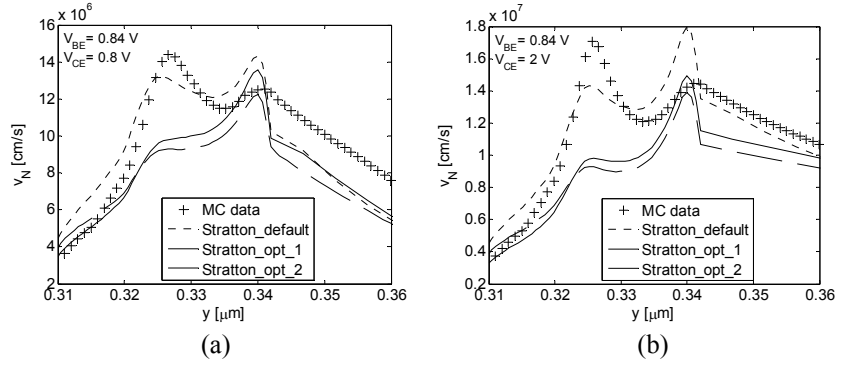 x 10⁶
16
14
12
10
8
6
4
2
V_BE= 0.84 V
V_CE= 0.8 V
v_N [cm/s]
MC data
Stratton_default
Stratton_opt_1
Stratton_opt_2
0.31 0.32 0.33 0.34 0.35 0.36
y [μm]
(a)
x 10⁷
1.8
1.6
1.4
1.2
1.0
0.8
0.6
0.4
0.2
V_BE= 0.84 V
V_CE= 2 V
v_N [cm/s]
MC data
Stratton_default
Stratton_opt_1
Stratton_opt_2
0.31 0.32 0.33 0.34 0.35 0.36
y [μm]
(b)